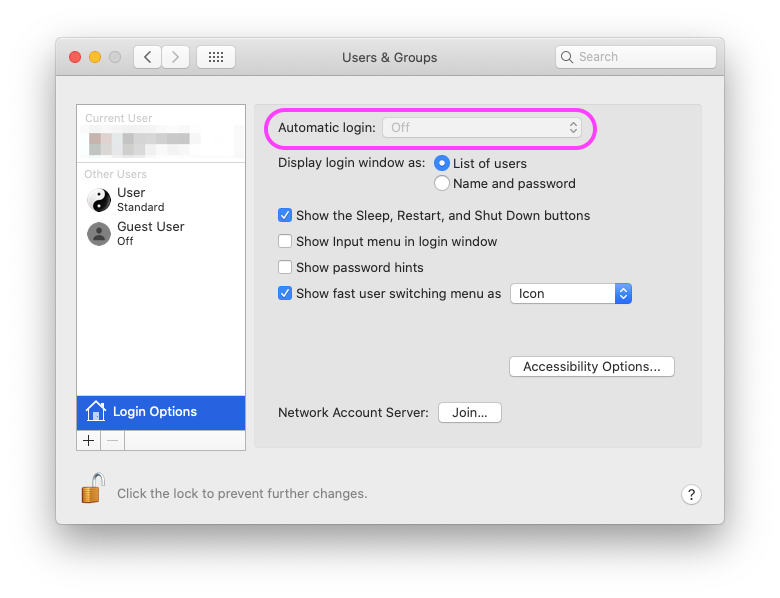 Users & Groups
Search
Current User
Other Users
User
Standard
Guest User
Off
Login Options
Automatic login: Off
Display login window as: List of users
Name and password
Show the Sleep, Restart, and Shut Down buttons
Show Input menu in login window
Show password hints
Show fast user switching menu as Icon
Accessibility Options...
Network Account Server: Join...
Click the lock to prevent further changes.
?